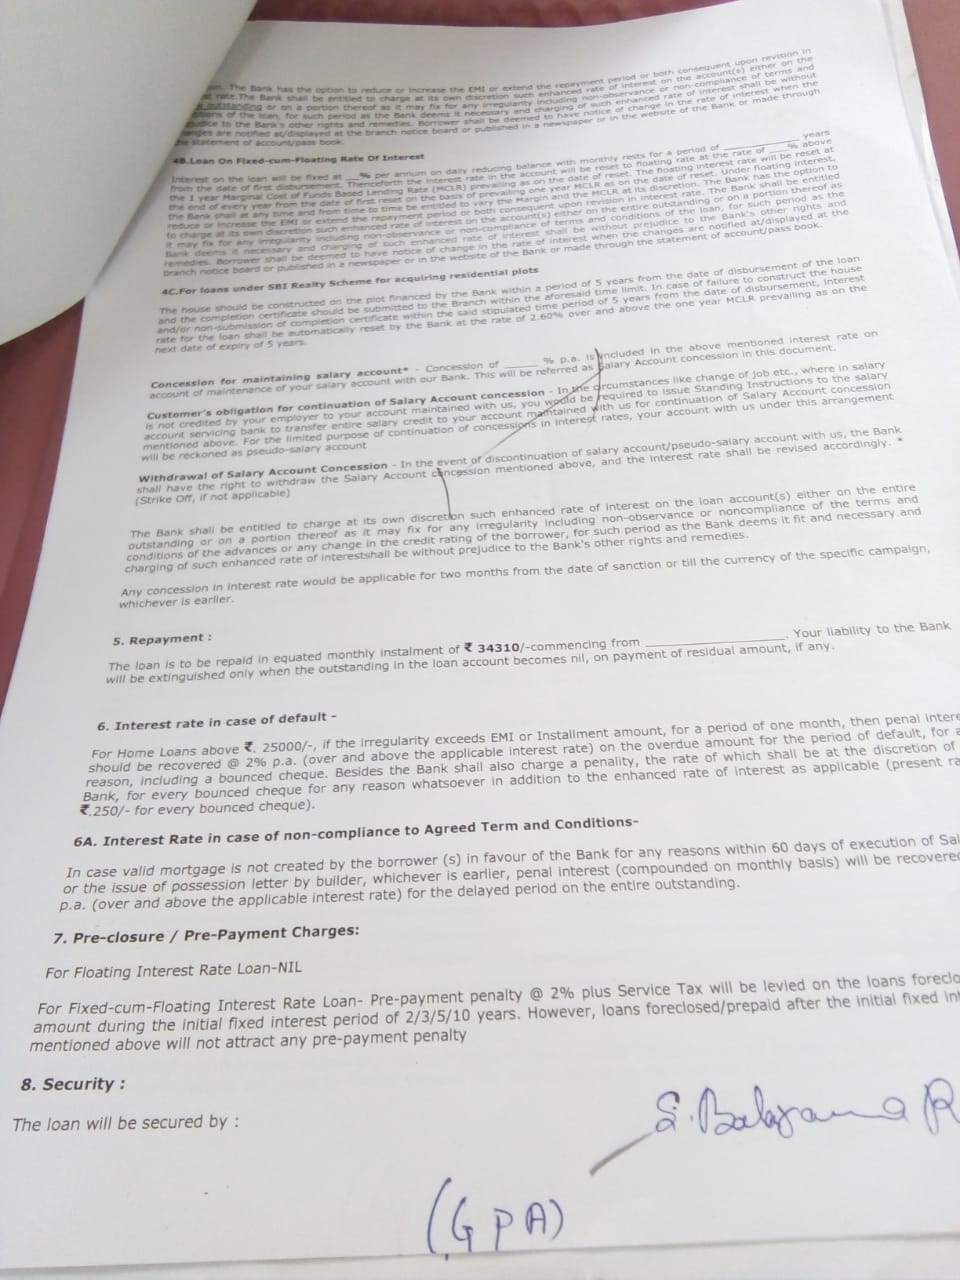 The Bank has the option to reduce or increase the EMI or extend the repayment period or both consequent upon revision in
rate.The Bank shall be entitled to charge at its own discretion such enhanced rate of interest on the account(s) either on the
outstanding or on a portion thereof as it may fix for any irregularity including non-observance or non-compliance of terms and
of the loan, for such period as the Bank deems it necessary and charging of such enhanced rate of interest shall be without
to the Bank's other rights and remedies. Borrower shall be deemed to have notice of change in the rate of interest when the
are notified at/displayed at the branch notice board or published in a newspaper or in the website of the Bank or made through
statement of account/pass book.
4B.Loan On Fixed-cum-Floating Rate Of Interest
Interest on the loan will be fixed at ___% per annum on daily reducing balance with monthly rests for a period of ________ years
from the date of first disbursement. Thenceforth the interest rate in the account will be reset to floating rate at the rate of ____% above
the 1 year Marginal Cost of Funds Based Lending Rate (MCLR) prevailing as on the date of reset. The floating interest rate will be reset at
the end of every year from the date of first reset on the basis of prevailing one year MCLR as on the date of reset. Under floating interest,
the Bank shall at any time and from time to time be entitled to vary the Margin and the MCLR at its discretion. The Bank has the option to
reduce or increase the EMI or extend the repayment period or both consequent upon revision in interest rate. The Bank shall be entitled
to charge at its own discretion such enhanced rate of interest on the account(s) either on the entire outstanding or on a portion thereof as
it may fix for any irregularity including non-observance or non-compliance of terms and conditions of the loan, for such period as the
Bank deems it necessary and charging of such enhanced rate of interest shall be without prejudice to the Bank's other rights and
remedies. Borrower shall be deemed to have notice of change in the rate of interest when the changes are notified at/displayed at the
branch notice board or published in a newspaper or in the website of the Bank or made through the statement of account/pass book.
4C.For loans under SBI Realty Scheme for acquiring residential plots
The house should be constructed on the plot financed by the Bank within a period of 5 years from the date of disbursement of the loan
and the completion certificate should be submitted to the Branch within the aforesaid time limit. In case of failure to construct the house
and/or non-submission of completion certificate within the said stipulated time period of 5 years from the date of disbursement, interest
rate for the loan shall be automatically reset by the Bank at the rate of 2.60% over and above the one year MCLR prevailing as on the
next date of expiry of 5 years.
Concession for maintaining salary account* - Concession of ______ % p.a. is included in the above mentioned interest rate on
account of maintenance of your salary account with our Bank. This will be referred as Salary Account concession in this document.
Customer's obligation for continuation of Salary Account concession - In the circumstances like change of job etc., where in salary
is not credited by your employer to your account maintained with us, you would be required to issue Standing Instructions to the salary
account servicing bank to transfer entire salary credit to your account maintained with us for continuation of Salary Account concession
mentioned above. For the limited purpose of continuation of concessions in interest rates, your account with us under this arrangement
will be reckoned as pseudo-salary account
Withdrawal of Salary Account Concession - In the event of discontinuation of salary account/pseudo-salary account with us, the Bank
shall have the right to withdraw the Salary Account concession mentioned above, and the interest rate shall be revised accordingly. *
(Strike Off, if not applicable)
The Bank shall be entitled to charge at its own discretion such enhanced rate of interest on the loan account(s) either on the entire
outstanding or on a portion thereof as it may fix for any irregularity including non-observance or noncompliance of the terms and
conditions of the advances or any change in the credit rating of the borrower, for such period as the Bank deems it fit and necessary and
charging of such enhanced rate of interestshall be without prejudice to the Bank's other rights and remedies.
Any concession in interest rate would be applicable for two months from the date of sanction or till the currency of the specific campaign,
whichever is earlier.
5. Repayment :
The loan is to be repaid in equated monthly instalment of ₹ 34310/-commencing from ________________. Your liability to the Bank
will be extinguished only when the outstanding in the loan account becomes nil, on payment of residual amount, if any.
6. Interest rate in case of default -
For Home Loans above ₹. 25000/-, if the irregularity exceeds EMI or Installment amount, for a period of one month, then penal intere
should be recovered @ 2% p.a. (over and above the applicable interest rate) on the overdue amount for the period of default, for a
reason, including a bounced cheque. Besides the Bank shall also charge a penality, the rate of which shall be at the discretion of
Bank, for every bounced cheque for any reason whatsoever in addition to the enhanced rate of interest as applicable (present ra
₹.250/- for every bounced cheque).
6A. Interest Rate in case of non-compliance to Agreed Term and Conditions-
In case valid mortgage is not created by the borrower (s) in favour of the Bank for any reasons within 60 days of execution of Sal
or the issue of possession letter by builder, whichever is earlier, penal interest (compounded on monthly basis) will be recovered
p.a. (over and above the applicable interest rate) for the delayed period on the entire outstanding.
7. Pre-closure / Pre-Payment Charges:
For Floating Interest Rate Loan-NIL
For Fixed-cum-Floating Interest Rate Loan- Pre-payment penalty @ 2% plus Service Tax will be levied on the loans foreclo
amount during the initial fixed interest period of 2/3/5/10 years. However, loans foreclosed/prepaid after the initial fixed int
mentioned above will not attract any pre-payment penalty
8. Security :
The loan will be secured by :
(GPA)